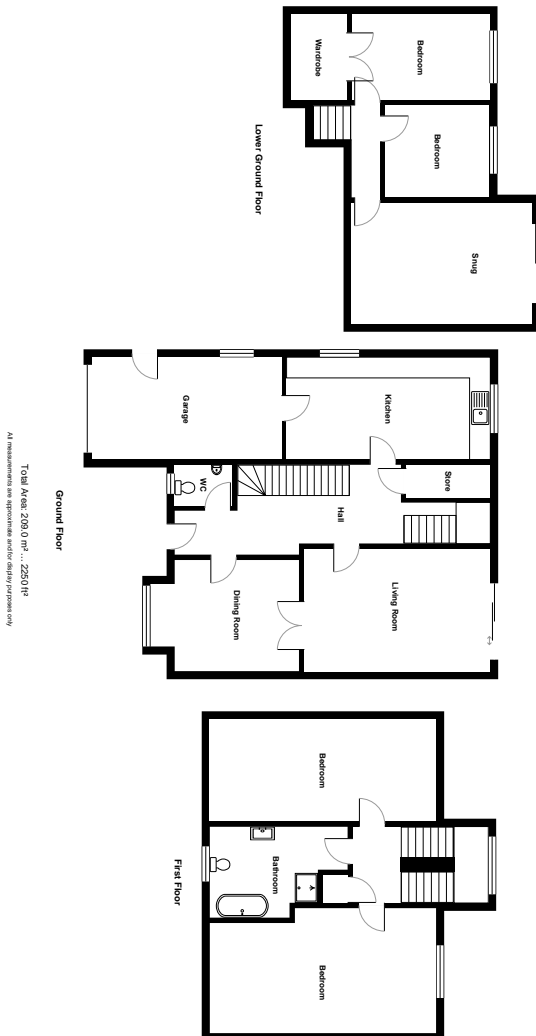 Wardrobe
Bedroom
Bedroom
Snug
Lower Ground Floor
Garage
Kitchen
WC
Store
Hall
Dining Room
Living Room
Ground Floor
Bedroom
Bathroom
Bedroom
First Floor
Total Area: 209.0 m² ... 2250 ft²
All measurements are approximate and for display purposes only